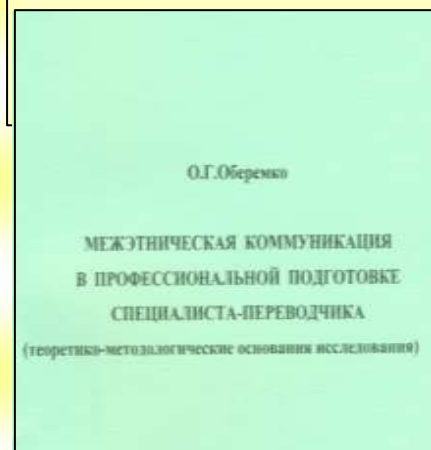 О.Г.Оберемко
МЕЖЭТНИЧЕСКАЯ КОММУНИКАЦИЯ
В ПРОФЕССИОНАЛЬНОЙ ПОДГОТОВКЕ
СПЕЦИАЛИСТА-ПЕРЕВОДЧИКА
(теоретико-методологические основания исследования)